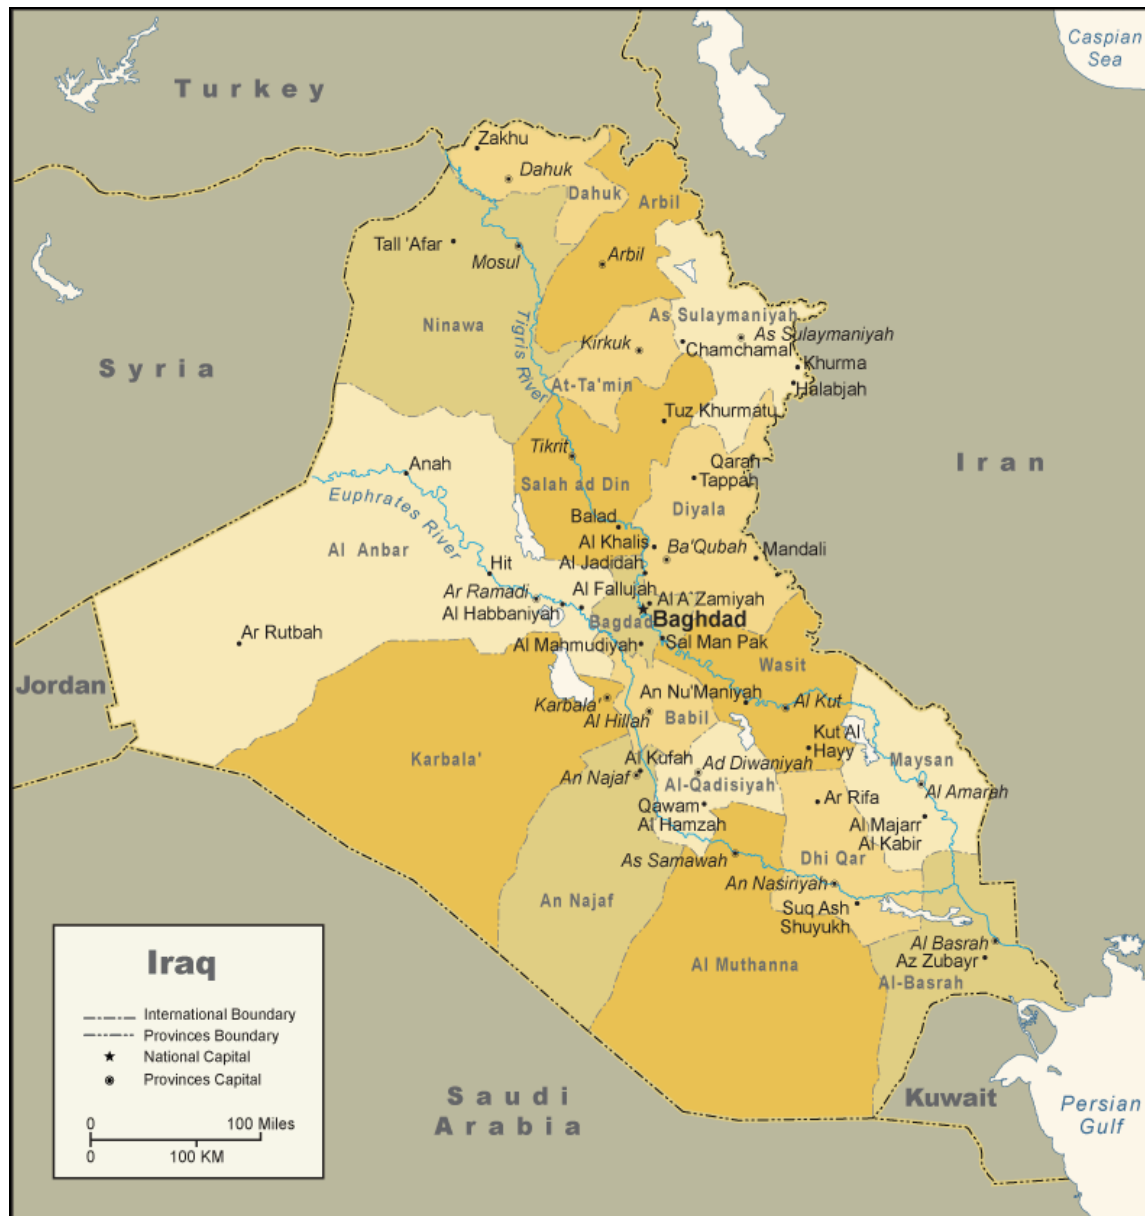 Caspian
Sea
Turkey
Zakhu
Dahuk
Dahuk
Arbil
Tall 'Afar
Mosul
Arbil
Ninawa
Tigris River
As Sulaymaniyah
As Sulaymaniyah
Kirkuk
Chamchamal
Khurma
Halabjah
Syria
At-Ta'min
Tuz Khurmatu
Tikrit
Anah
Qarah
Tappah
Iran
Salah ad Din
Euphrates River
Diyala
Balad
Al Khalis
Ba'Qubah
Mandali
Al Anbar
Hit
Al Jadidah
Ar Ramadi
Al Fallujah
Al A'Zamiyah
Al Habbaniyah
Bagdad
Baghdad
Ar Rutbah
Al Mahmudiyah
Sal Man Pak
Wasit
Jordan
An Nu'Maniyah
Karbala'
Al Hillah
Babil
Al Kut
Karbala'
Kut Al
Hayy
Al Kufah
Ad Diwaniyah
Maysan
An Najaf
Al-Qadisiyah
Al Amarah
Qawam
Al Hamzah
Ar Rifa
Al Majarr
Al Kabir
As Samawah
Dhi Qar
An Nasiriyah
An Najaf
Suq Ash
Shuyukh
Al Basrah
Az Zubayr
Al Muthanna
Al-Basrah
Iraq
International Boundary
Provinces Boundary
National Capital
Provinces Capital
0 100 Miles
0 100 KM
Saudi
Arabia
Kuwait
Persian
Gulf